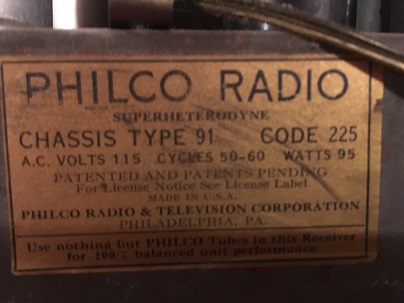 PHILCO RADIO
SUPERHETERODYNE
CHASSIS TYPE 91 CODE 225
A.C. VOLTS 115 CYCLES 50-60 WATTS 95
PATENTED AND PATENTS PENDING
For License Notice See License Label
MADE IN U.S.A.
PHILCO RADIO & TELEVISION CORPORATION
PHILADELPHIA, PA.
Use nothing but PHILCO Tubes in this Receiver
for 100% balanced unit performance